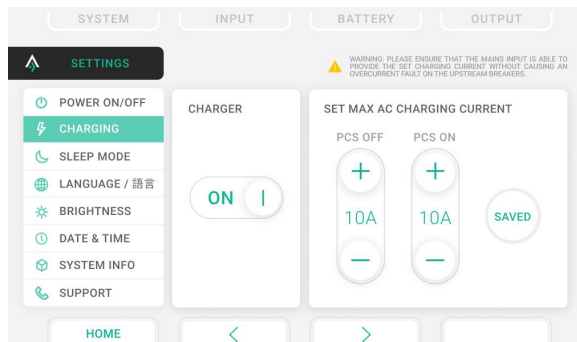 SYSTEM
INPUT
BATTERY
OUTPUT
SETTINGS
WARNING: PLEASE ENSURE THAT THE MAINS INPUT IS ABLE TO
PROVIDE THE SET CHARGING CURRENT WITHOUT CAUSING AN
OVERCURRENT FAULT ON THE UPSTREAM BREAKERS.
POWER ON/OFF
CHARGING
SLEEP MODE
LANGUAGE / 語言
BRIGHTNESS
DATE & TIME
SYSTEM INFO
SUPPORT
CHARGER
ON
SET MAX AC CHARGING CURRENT
PCS OFF
PCS ON
10A
10A
SAVED
HOME